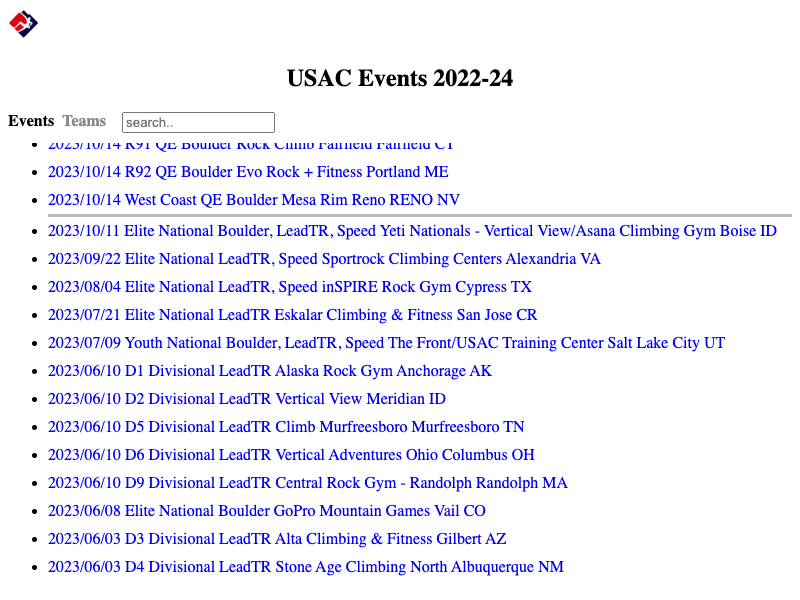 USAC Events 2022-24
Events Teams search..
2023/10/14 R91 QE Boulder Rock Climb Fairfield Fairfield CT
2023/10/14 R92 QE Boulder Evo Rock + Fitness Portland ME
2023/10/14 West Coast QE Boulder Mesa Rim Reno RENO NV
2023/10/11 Elite National Boulder, LeadTR, Speed Yeti Nationals - Vertical View/Asana Climbing Gym Boise ID
2023/09/22 Elite National LeadTR, Speed Sportrock Climbing Centers Alexandria VA
2023/08/04 Elite National LeadTR, Speed inSPIRE Rock Gym Cypress TX
2023/07/21 Elite National LeadTR Eskalar Climbing & Fitness San Jose CR
2023/07/09 Youth National Boulder, LeadTR, Speed The Front/USAC Training Center Salt Lake City UT
2023/06/10 D1 Divisional LeadTR Alaska Rock Gym Anchorage AK
2023/06/10 D2 Divisional LeadTR Vertical View Meridian ID
2023/06/10 D5 Divisional LeadTR Climb Murfreesboro Murfreesboro TN
2023/06/10 D6 Divisional LeadTR Vertical Adventures Ohio Columbus OH
2023/06/10 D9 Divisional LeadTR Central Rock Gym - Randolph Randolph MA
2023/06/08 Elite National Boulder GoPro Mountain Games Vail CO
2023/06/03 D3 Divisional LeadTR Alta Climbing & Fitness Gilbert AZ
2023/06/03 D4 Divisional LeadTR Stone Age Climbing North Albuquerque NM